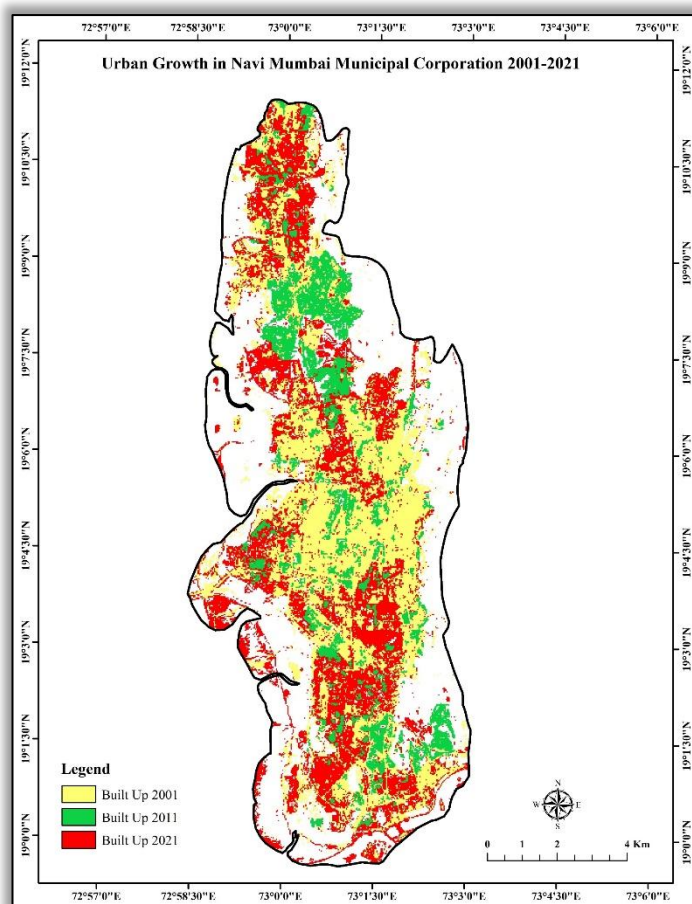 72°57'0"E 72°58'30"E 73°0'0"E 73°1'30"E 73°3'0"E 73°4'30"E 73°6'0"E
Urban Growth in Navi Mumbai Municipal Corporation 2001-2021
19°12'0"N 19°12'0"N
19°10'30"N 19°10'30"N
19°9'0"N 19°9'0"N
19°7'30"N 19°7'30"N
19°6'0"N 19°6'0"N
19°4'30"N 19°4'30"N
19°3'0"N 19°3'0"N
19°1'30"N 19°1'30"N
19°0'0"N 19°0'0"N
Legend
Built Up 2001
Built Up 2011
Built Up 2021
N
W E
S
0 1 2 4 Km
72°57'0"E 72°58'30"E 73°0'0"E 73°1'30"E 73°3'0"E 73°4'30"E 73°6'0"E